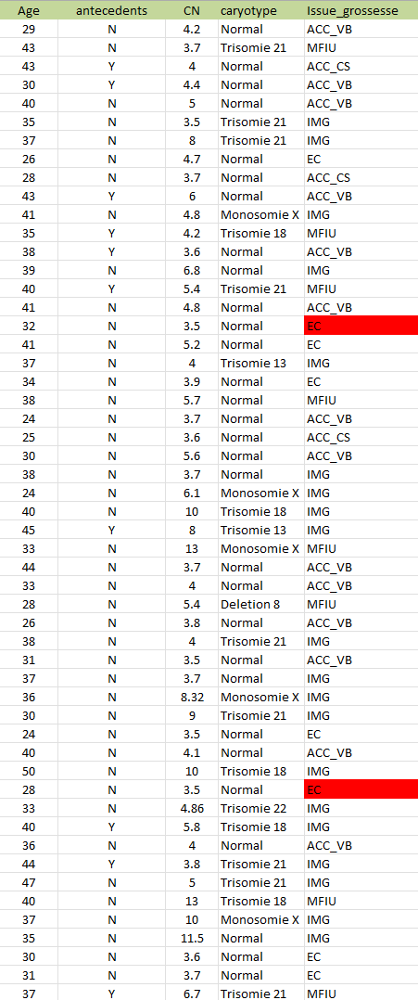 Age antecedents CN caryotype Issue_grossesse
29 N 4.2 Normal ACC_VB
43 N 3.7 Trisomie 21 MFIU
43 Y 4 Normal ACC_CS
30 Y 4.4 Normal ACC_VB
40 N 5 Normal ACC_VB
35 N 3.5 Trisomie 21 IMG
37 N 8 Trisomie 21 IMG
26 N 4.7 Normal EC
28 N 3.7 Normal ACC_CS
43 Y 6 Normal ACC_VB
41 N 4.8 Monosomie X IMG
35 Y 4.2 Trisomie 18 MFIU
38 Y 3.6 Normal ACC_VB
39 N 6.8 Normal IMG
40 Y 5.4 Trisomie 21 MFIU
41 N 4.8 Normal ACC_VB
32 N 3.5 Normal EC
41 N 5.2 Normal EC
37 N 4 Trisomie 13 IMG
34 N 3.9 Normal EC
38 N 5.7 Normal MFIU
24 N 3.7 Normal ACC_VB
25 N 3.6 Normal ACC_CS
30 N 5.6 Normal ACC_VB
38 N 3.7 Normal IMG
24 N 6.1 Monosomie X IMG
40 N 10 Trisomie 18 IMG
45 Y 8 Trisomie 13 IMG
33 N 13 Monosomie X MFIU
44 N 3.7 Normal ACC_VB
33 N 4 Normal ACC_VB
28 N 5.4 Deletion 8 MFIU
26 N 3.8 Normal ACC_VB
38 N 4 Trisomie 21 IMG
31 N 3.5 Normal ACC_VB
37 N 3.7 Normal IMG
36 N 8.32 Monosomie X IMG
30 N 9 Trisomie 21 IMG
24 N 3.5 Normal EC
40 N 4.1 Normal ACC_VB
50 N 10 Trisomie 18 IMG
28 N 3.5 Normal EC
33 N 4.86 Trisomie 22 IMG
40 Y 5.8 Trisomie 18 IMG
36 N 4 Normal ACC_VB
44 Y 3.8 Trisomie 21 IMG
47 N 5 Trisomie 21 IMG
40 N 13 Trisomie 18 MFIU
37 N 10 Monosomie X IMG
35 N 11.5 Normal IMG
30 N 3.6 Normal EC
31 N 3.7 Normal EC
37 Y 6.7 Trisomie 21 MFIU